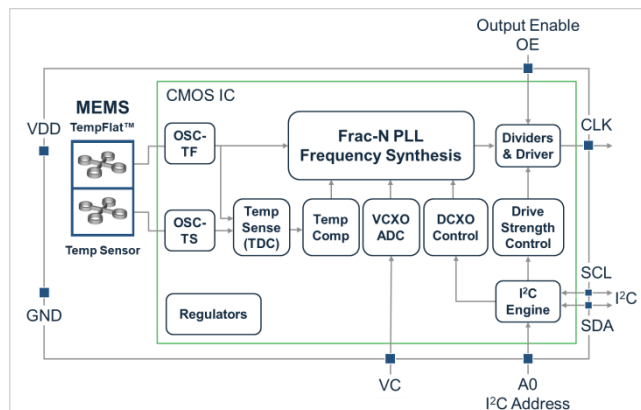 Output Enable
OE
CMOS IC
MEMS
TempFlat™
VDD
OSC-
TF
Frac-N PLL
Frequency Synthesis
Dividers
& Driver
CLK
Temp Sensor
OSC-
TS
Temp
Sense
(TDC)
Temp
Comp
VCXO
ADC
DCXO
Control
Drive
Strength
Control
SCL
I²C
SDA
I²C
Engine
GND
Regulators
VC
A0
I²C Address